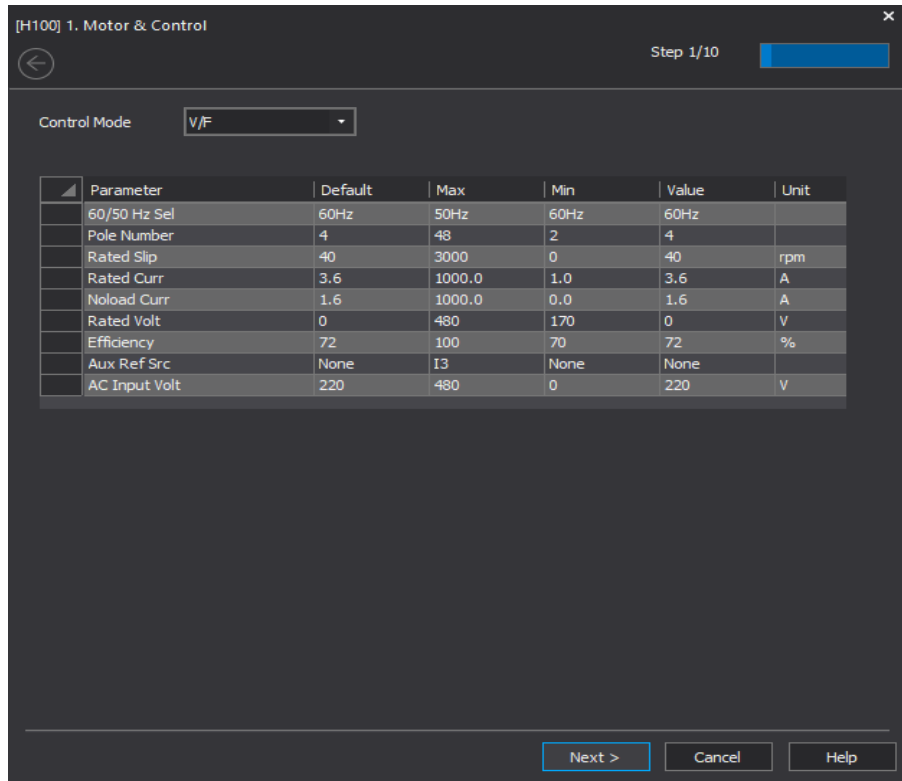 [H100] 1. Motor & Control
Step 1/10
Control Mode V/F
Parameter Default Max Min Value Unit
60/50 Hz Sel 60Hz 50Hz 60Hz 60Hz
Pole Number 4 48 2 4
Rated Slip 40 3000 0 40 rpm
Rated Curr 3.6 1000.0 1.0 3.6 A
Noload Curr 1.6 1000.0 0.0 1.6 A
Rated Volt 0 480 170 0 V
Efficiency 72 100 70 72 %
Aux Ref Src None I3 None None
AC Input Volt 220 480 0 220 V
Next > Cancel Help